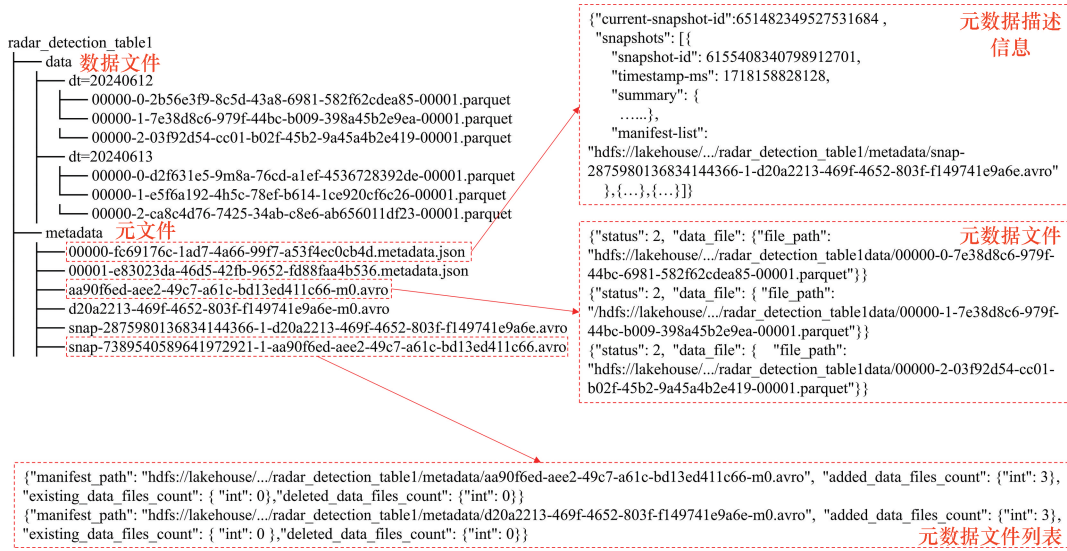 radar_detection_table1
data 数据文件
dt=20240612
00000-0-2b56e3f9-8c5d-43a8-6981-582f62cdea85-00001.parquet
00000-1-7e38d8c6-979f-44bc-b009-398a45b2e9ea-00001.parquet
00000-2-03f92d54-cc01-b02f-45b2-9a45a4b2e419-00001.parquet
dt=20240613
00000-0-d2f631e5-9m8a-76cd-a1ef-4536728392de-00001.parquet
00000-1-e5f6a192-4h5c-78ef-b614-1ce920cf6c26-00001.parquet
00000-2-ca8c4d76-7425-34ab-c8e6-ab656011df23-00001.parquet
metadata 元文件
00000-fc69176c-1ad7-4a66-99f7-a53f4ec0cb4d.metadata.json
00001-e83023da-46d5-42fb-9652-fd88faa4b536.metadata.json
aa90f6ed-aee2-49c7-a61c-bd13ed411c66-m0.avro
d20a2213-469f-4652-803f-f149741e9a6e-m0.avro
snap-2875980136834144366-1-d20a2213-469f-4652-803f-f149741e9a6e.avro
snap-7389540589641972921-1-aa90f6ed-aee2-49c7-a61c-bd13ed411c66.avro
{"current-snapshot-id":651482349527531684 ,
元数据描述
信息
"snapshots": [{
"snapshot-id": 6155408340798912701,
"timestamp-ms": 1718158828128,
"summary": {
…...},
"manifest-list":
"hdfs://lakehouse/.../radar_detection_table1/metadata/snap-
2875980136834144366-1-d20a2213-469f-4652-803f-f149741e9a6e.avro"
},{…},{…}]}
{"status": 2, "data_file": {"file_path":
元数据文件
"hdfs://lakehouse/.../radar_detection_table1data/00000-0-7e38d8c6-979f-
44bc-6981-582f62cdea85-00001.parquet"}}
{"status": 2, "data_file": { "file_path":
"/hdfs://lakehouse/.../radar_detection_table1data/00000-1-7e38d8c6-979f-
44bc-b009-398a45b2e9ea-00001.parquet"}}
{"status": 2, "data_file": { "file_path":
"hdfs://lakehouse/.../radar_detection_table1data/00000-2-03f92d54-cc01-
b02f-45b2-9a45a4b2e419-00001.parquet"}}
{"manifest_path": "hdfs://lakehouse/.../radar_detection_table1/metadata/aa90f6ed-aee2-49c7-a61c-bd13ed411c66-m0.avro", "added_data_files_count": {"int": 3},
"existing_data_files_count": { "int": 0},"deleted_data_files_count": {"int": 0}}
{"manifest_path": "hdfs://lakehouse/.../radar_detection_table1/metadata/d20a2213-469f-4652-803f-f149741e9a6e-m0.avro", "added_data_files_count": {"int": 3},
"existing_data_files_count": { "int": 0 },"deleted_data_files_count": {"int": 0}}
元数据文件列表